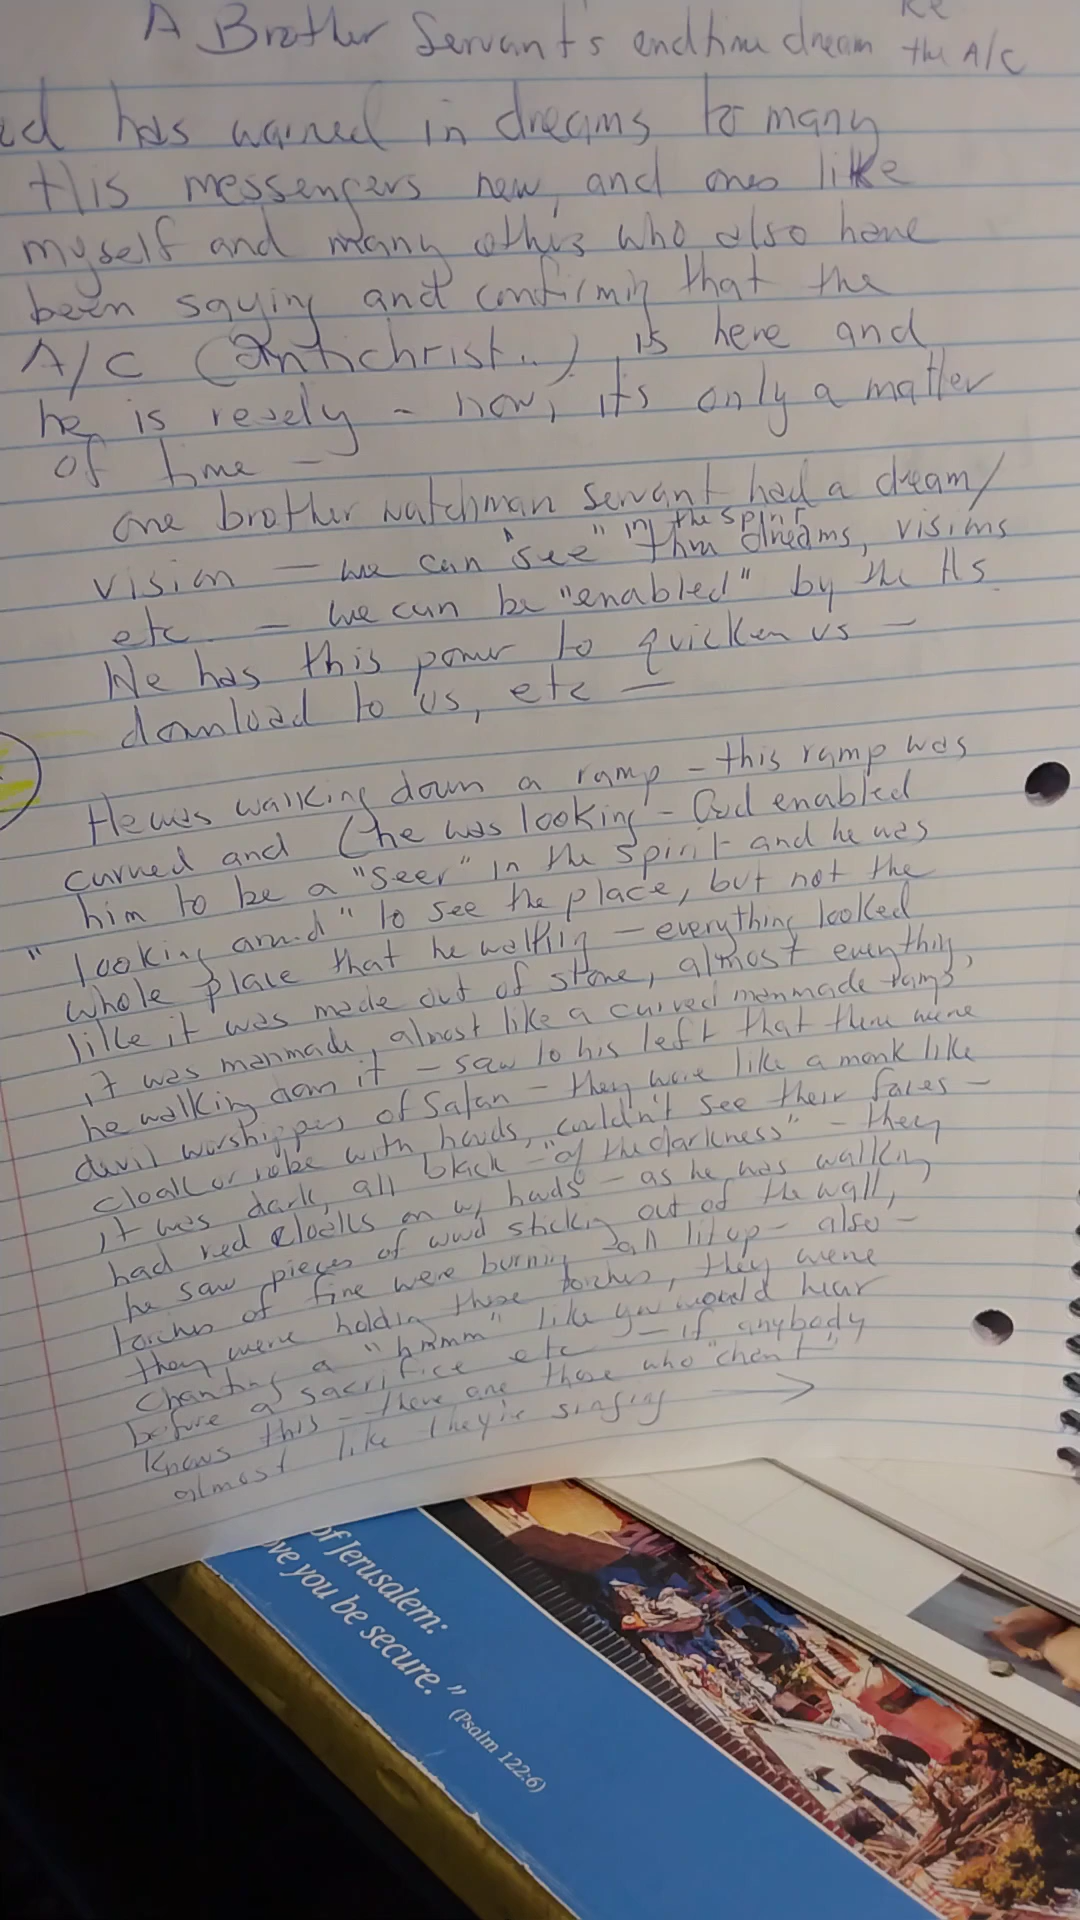 A Brother Servant's endtime dream Re
the A/C
has warned in dreams to many
His messengers now, and ones like
myself and many others who also have
been saying and confirming that the
A/C (Antichrist..) is here and
he is ready - now, it's only a matter
of time -
one brother watchman servant had a dream/
vision - we can "see" "in the spirit" thru dreams, visions
etc. - we can be "enabled" by the HS
He has this power to quicken us -
download to us, etc -
He was walking down a ramp - this ramp was
curved and (he was looking - God enabled
him to be a "seer" in the spirit and he was
"looking around" to see the place, but not the
whole place that he walking - everything looked
like it was made out of stone, almost everything,
it was manmade, almost like a curved manmade ramp
he walking down it - saw to his left that there were
devil worshippers of Satan - they wore like a monk like
cloak or robe with hoods, couldn't see their faces -
it was dark, all black "of the darkness" - they
had red cloaks on w/ hoods - as he was walking
he saw pieces of wood sticking out of the wall,
torches of fire were burning all lit up - also -
they were holding these torches, they were
chanting a "hmmm" like you would hear
before a sacrifice etc - if anybody
knows this - there are those who "chant"
almost like they're singing →
of Jerusalem:
ve you be secure."
(Psalm 122:6)